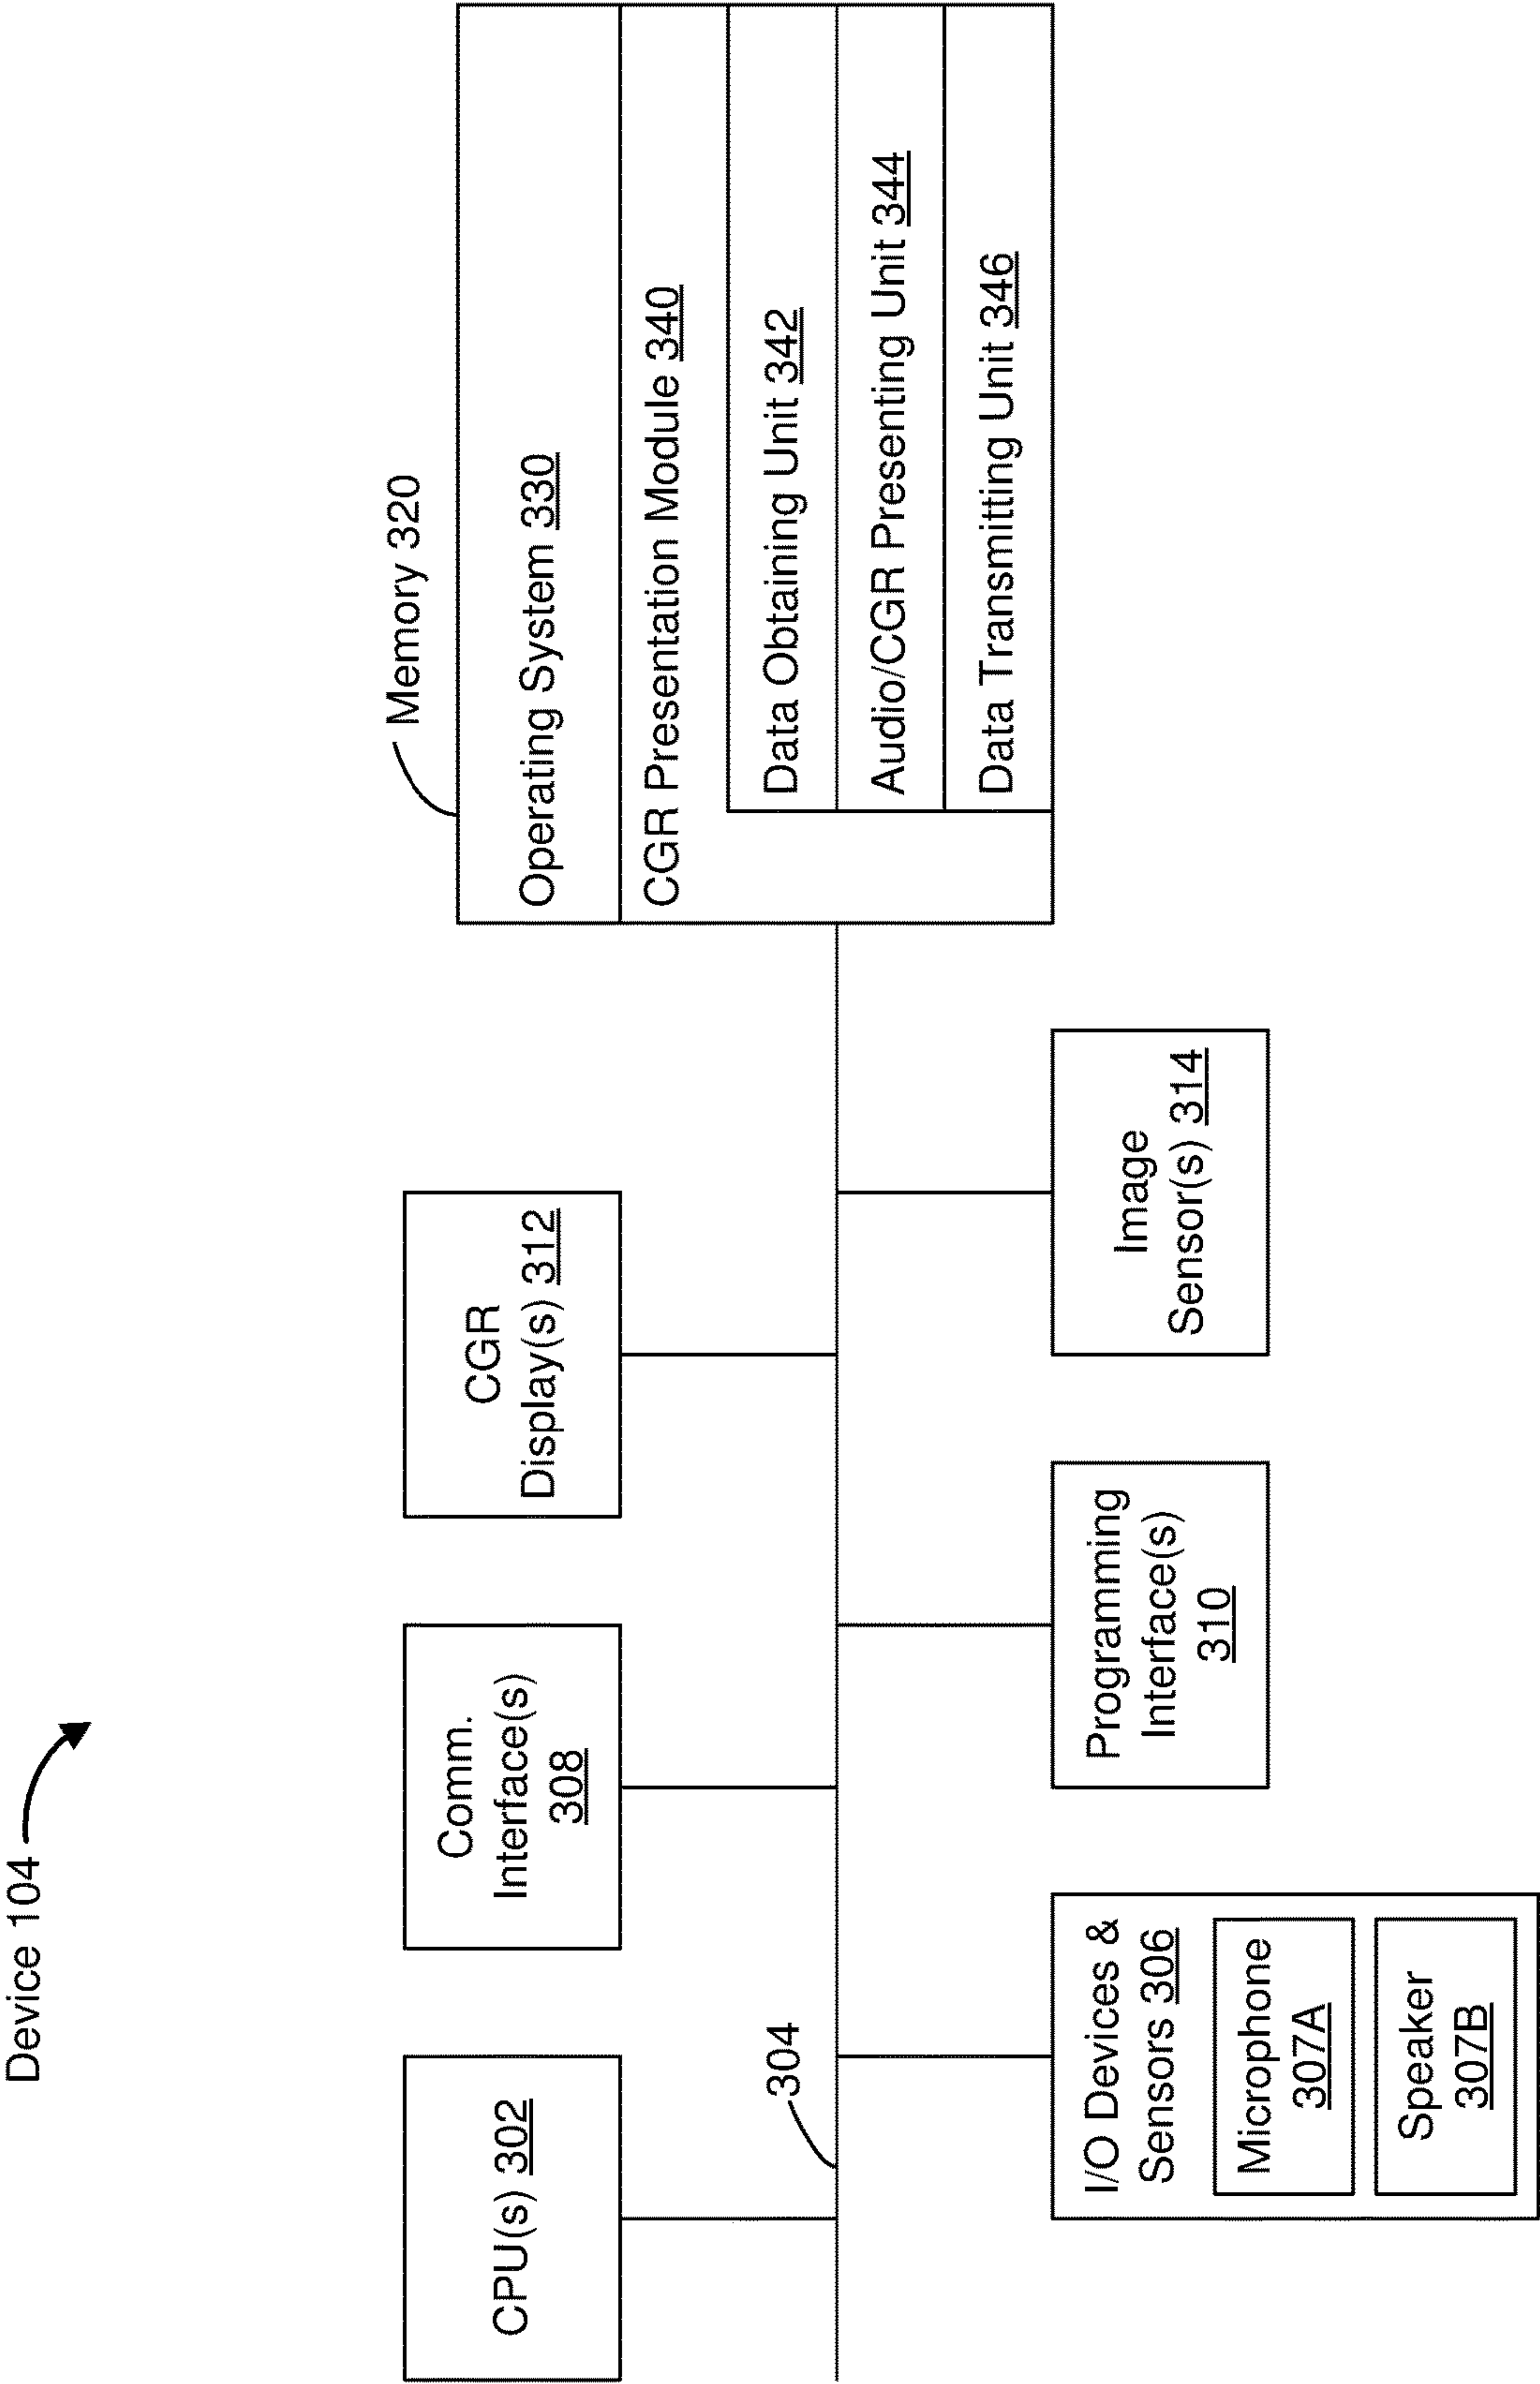 Device 104
CPU(s) 302
Comm.
Interface(s)
308
CGR
Display(s) 312
Memory 320
Operating System 330
CGR Presentation Module 340
Data Obtaining Unit 342
Audio/CGR Presenting Unit 344
Data Transmitting Unit 346
304
I/O Devices &
Sensors 306
Microphone
307A
Speaker
307B
Programming
Interface(s)
310
Image
Sensor(s) 314